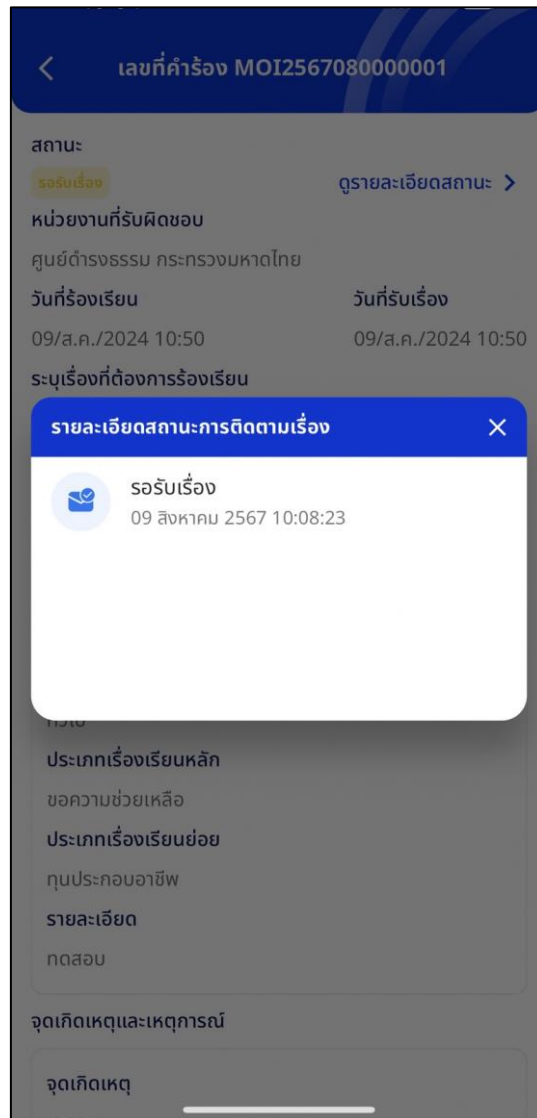 เลขที่คำร้อง MOI2567080000001
สถานะ
รอรับเรื่อง
ดูรายละเอียดสถานะ
หน่วยงานที่รับผิดชอบ
ศูนย์ดำรงธรรม กระทรวงมหาดไทย
วันที่ร้องเรียน วันที่รับเรื่อง
09/ส.ค./2024 10:50 09/ส.ค./2024 10:50
ระบุเรื่องที่ต้องการร้องเรียน
รายละเอียดสถานะการติดตามเรื่อง
รอรับเรื่อง
09 สิงหาคม 2567 10:08:23
ประเภทเรื่องเรียนหลัก
ขอความช่วยเหลือ
ประเภทเรื่องเรียนย่อย
ทุนประกอบอาชีพ
รายละเอียด
ทดสอบ
จุดเกิดเหตุและเหตุการณ์
จุดเกิดเหตุ